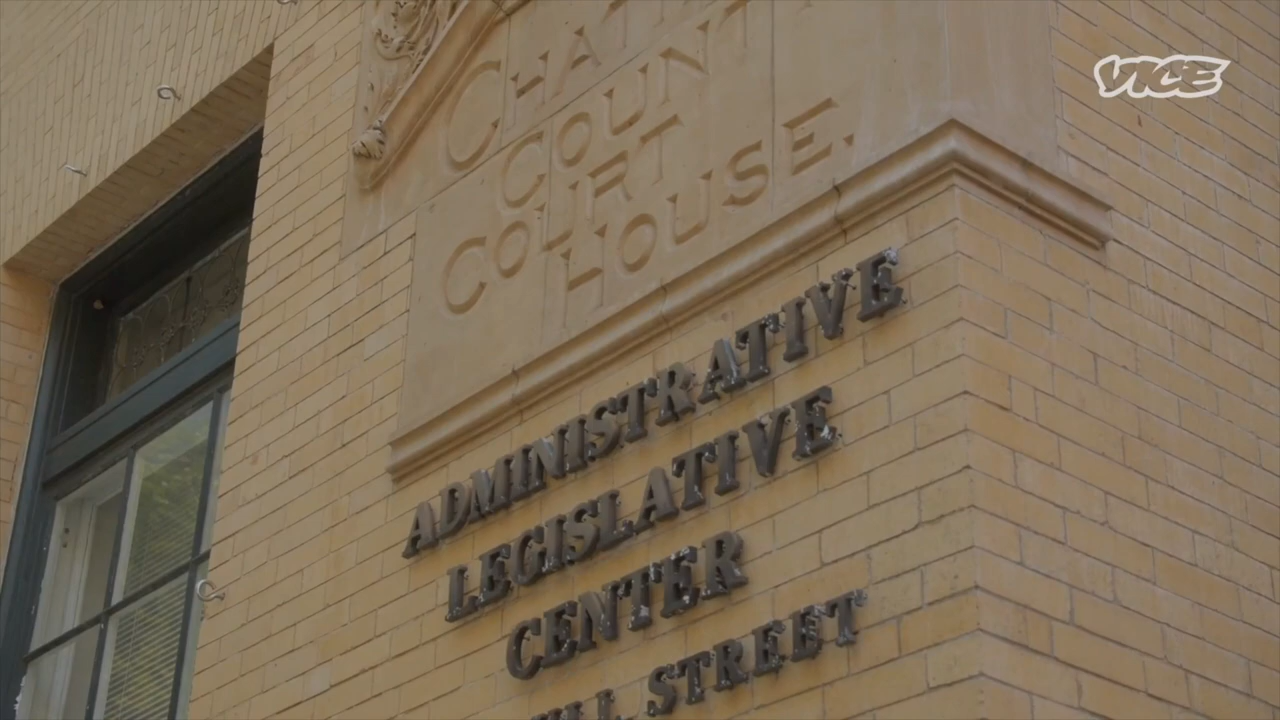 VICE
COUNTY
COURT
HOUSE.
ADMINISTRATIVE
LEGISLATIVE
CENTER
STREET